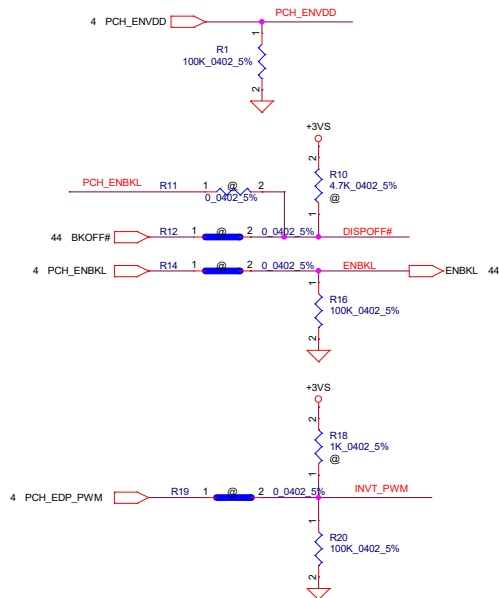 PCH_ENVDD
4 PCH_ENVDD
1
R1
100K_0402_5%
2
+3VS
2
R10
4.7K_0402_5%
@
1
PCH_ENBKL R11 1 @ 2
0_0402_5%
44 BKOFF# R12 1 @ 2 0_0402_5% DISPOFF#
4 PCH_ENBKL R14 1 @ 2 0_0402_5% ENBKL ENBKL 44
1
R16
100K_0402_5%
2
+3VS
2
R18
1K_0402_5%
@
1
4 PCH_EDP_PWM R19 1 @ 2 0_0402_5% INVT_PWM
1
R20
100K_0402_5%
2